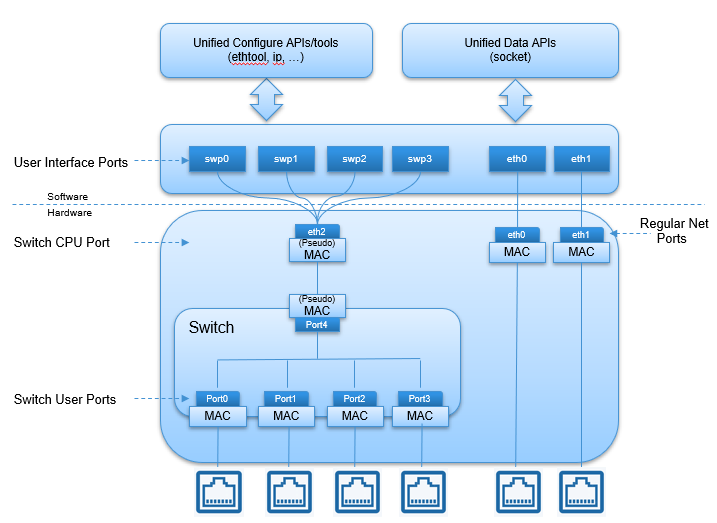 Unified Configure APIs/tools
(ethtool, ip, …)
Unified Data APIs
(socket)
User Interface Ports
swp0
swp1
swp2
swp3
eth0
eth1
Software
Hardware
Switch CPU Port
eth2
(Pseudo)
MAC
eth0
MAC
eth1
MAC
Regular Net
Ports
(Pseudo)
MAC
Port4
Switch
Switch User Ports
Port0
MAC
Port1
MAC
Port2
MAC
Port3
MAC